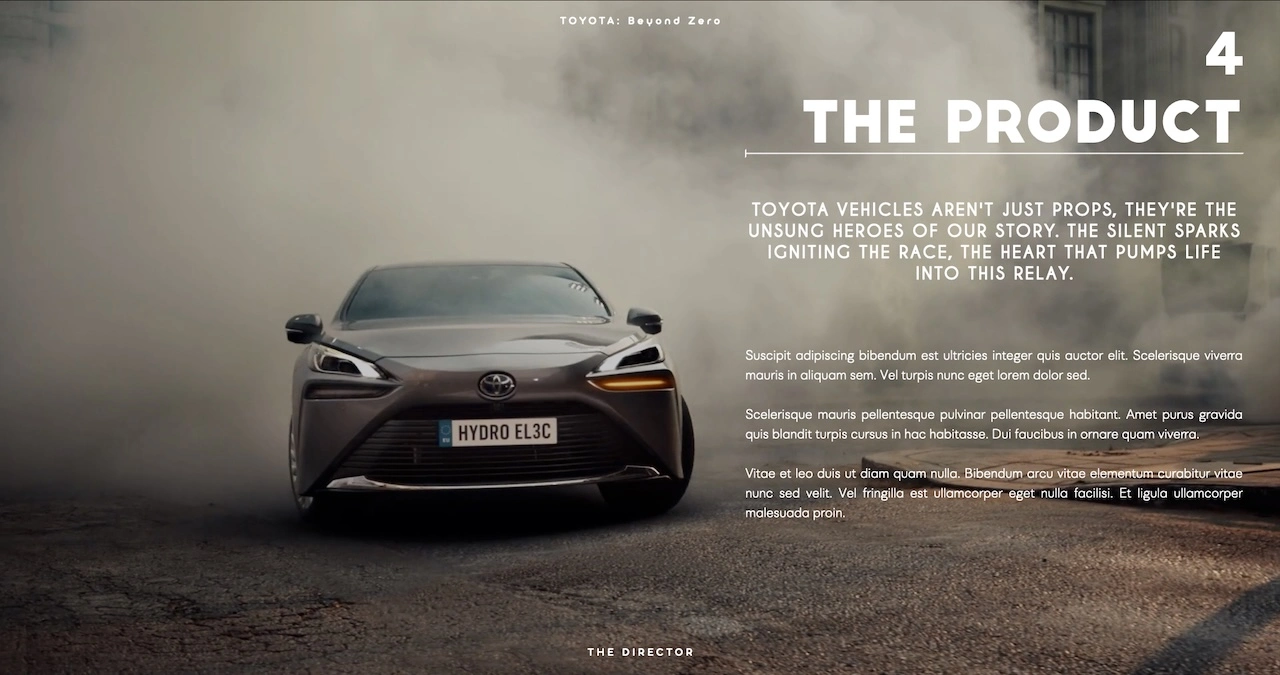 TOYOTA: Beyond Zero
4
THE PRODUCT
TOYOTA VEHICLES AREN'T JUST PROPS, THEY'RE THE
UNSUNG HEROES OF OUR STORY. THE SILENT SPARKS
IGNITING THE RACE, THE HEART THAT PUMPS LIFE
INTO THIS RELAY.
Suscipit adipiscing bibendum est ultricies integer quis auctor elit. Scelerisque viverra
mauris in aliquam sem. Vel turpis nunc eget lorem dolor sed.
Scelerisque mauris pellentesque pulvinar pellentesque habitant. Amet purus gravida
quis blandit turpis cursus in hac habitasse. Dui faucibus in ornare quam viverra.
Vitae et leo duis ut diam quam nulla. Bibendum arcu vitae elementum curabitur vitae
nunc sed velit. Vel fringilla est ullamcorper eget nulla facilisi. Et ligula ullamcorper
malesuada proin.
HYDRO EL3C
THE DIRECTOR